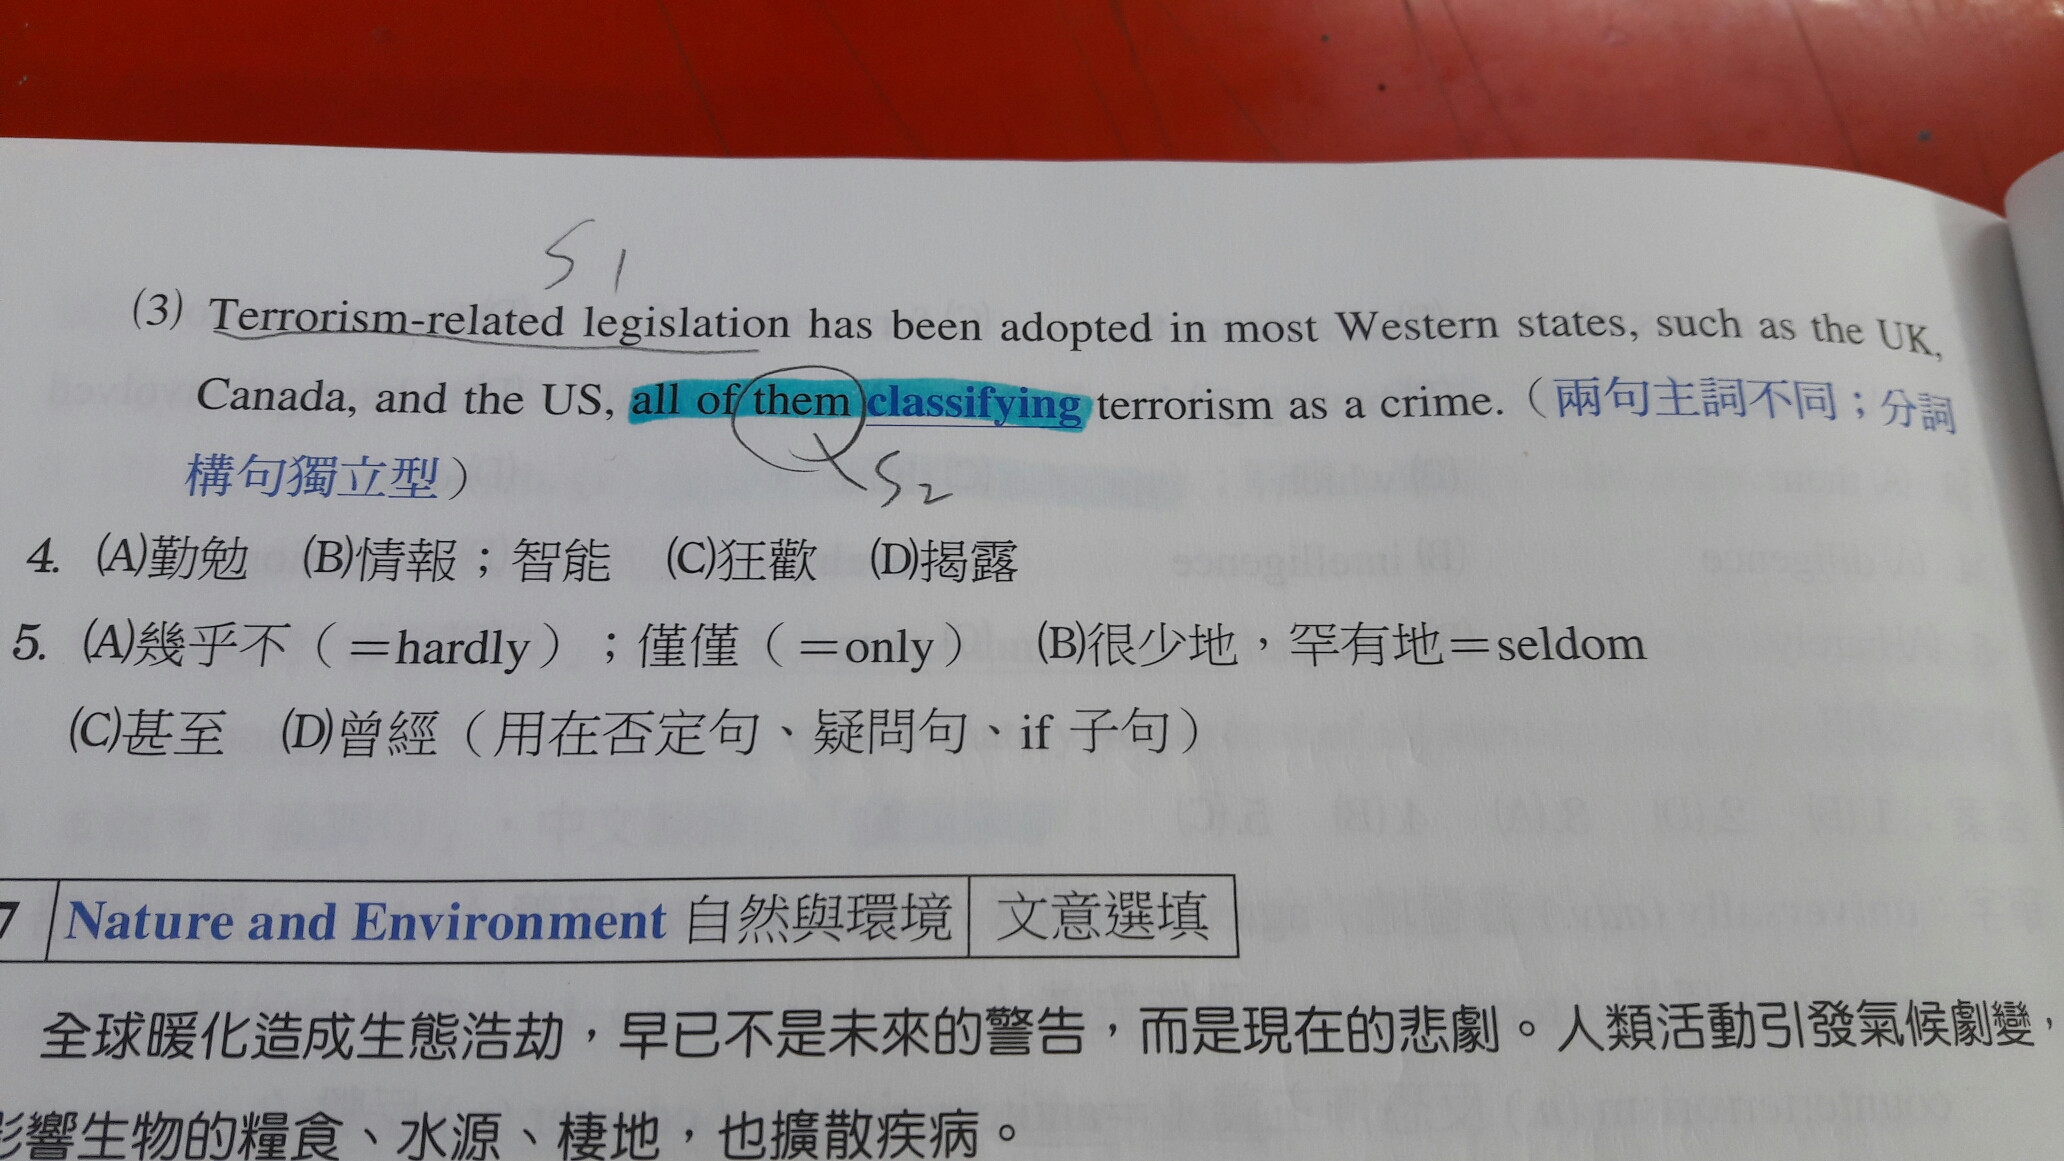 S1
(3) Terrorism-related legislation has been adopted in most Western states, such as the UK,
Canada, and the US, all of them classifying terrorism as a crime.(兩句主詞不同；分詞
構句獨立型)
S2
4. (A)勤勉 (B)情報；智能 (C)狂歡 (D)揭露
5. (A)幾乎不(=hardly)；僅僅(=only) (B)很少地，罕有地=seldom
(C)甚至 (D)曾經(用在否定句、疑問句、if 子句)
7 Nature and Environment 自然與環境 文意選填
全球暖化造成生態浩劫，早已不是未來的警告，而是現在的悲劇。人類活動引發氣候劇變，
影響生物的糧食、水源、棲地，也擴散疾病。